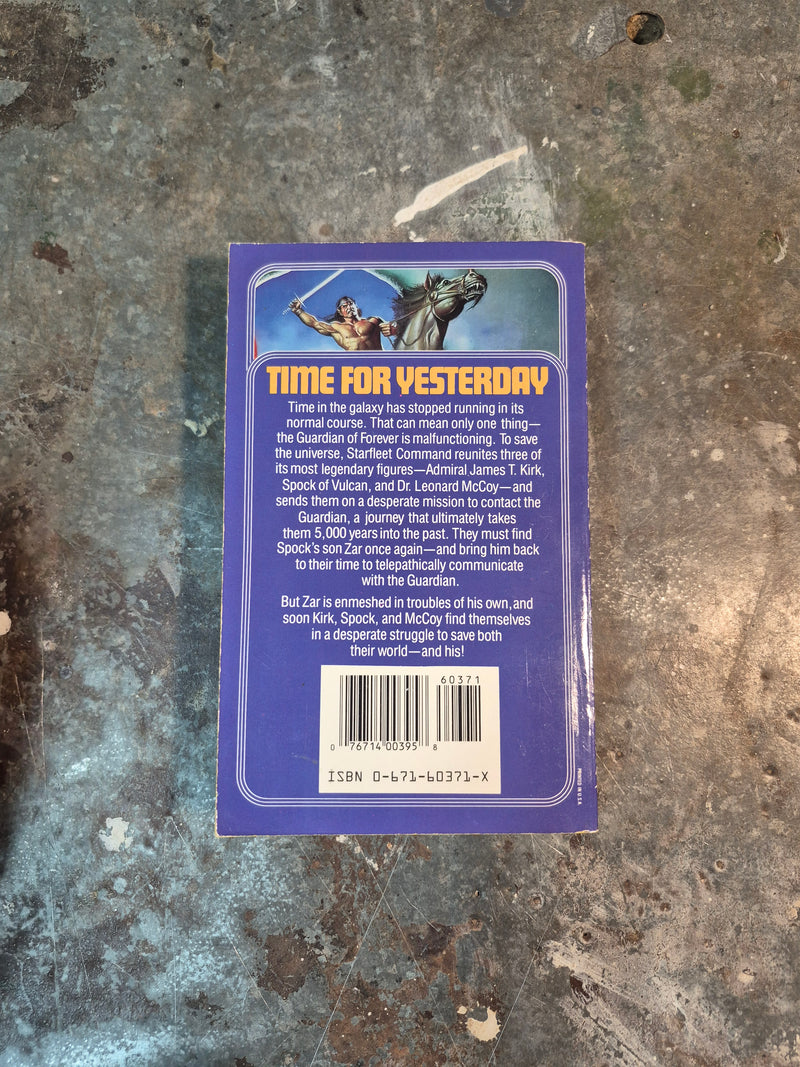 TIME FOR YESTERDAY
Time in the galaxy has stopped running in its
normal course. That can mean only one thing—
the Guardian of Forever is malfunctioning. To save
the universe, Starfleet Command reunites three of
its most legendary figures—Admiral James T. Kirk,
Spock of Vulcan, and Dr. Leonard McCoy—and
sends them on a desperate mission to contact the
Guardian, a journey that ultimately takes
them 5,000 years into the past. They must find
Spock's son Zar once again—and bring him back
to their time to telepathically communicate
with the Guardian.
But Zar is enmeshed in troubles of his own, and
soon Kirk, Spock, and McCoy find themselves
in a desperate struggle to save both
their world—and his!
60371
0 76714 00395 8
ISBN 0-671-60371-X
PRINTED IN U.S.A.